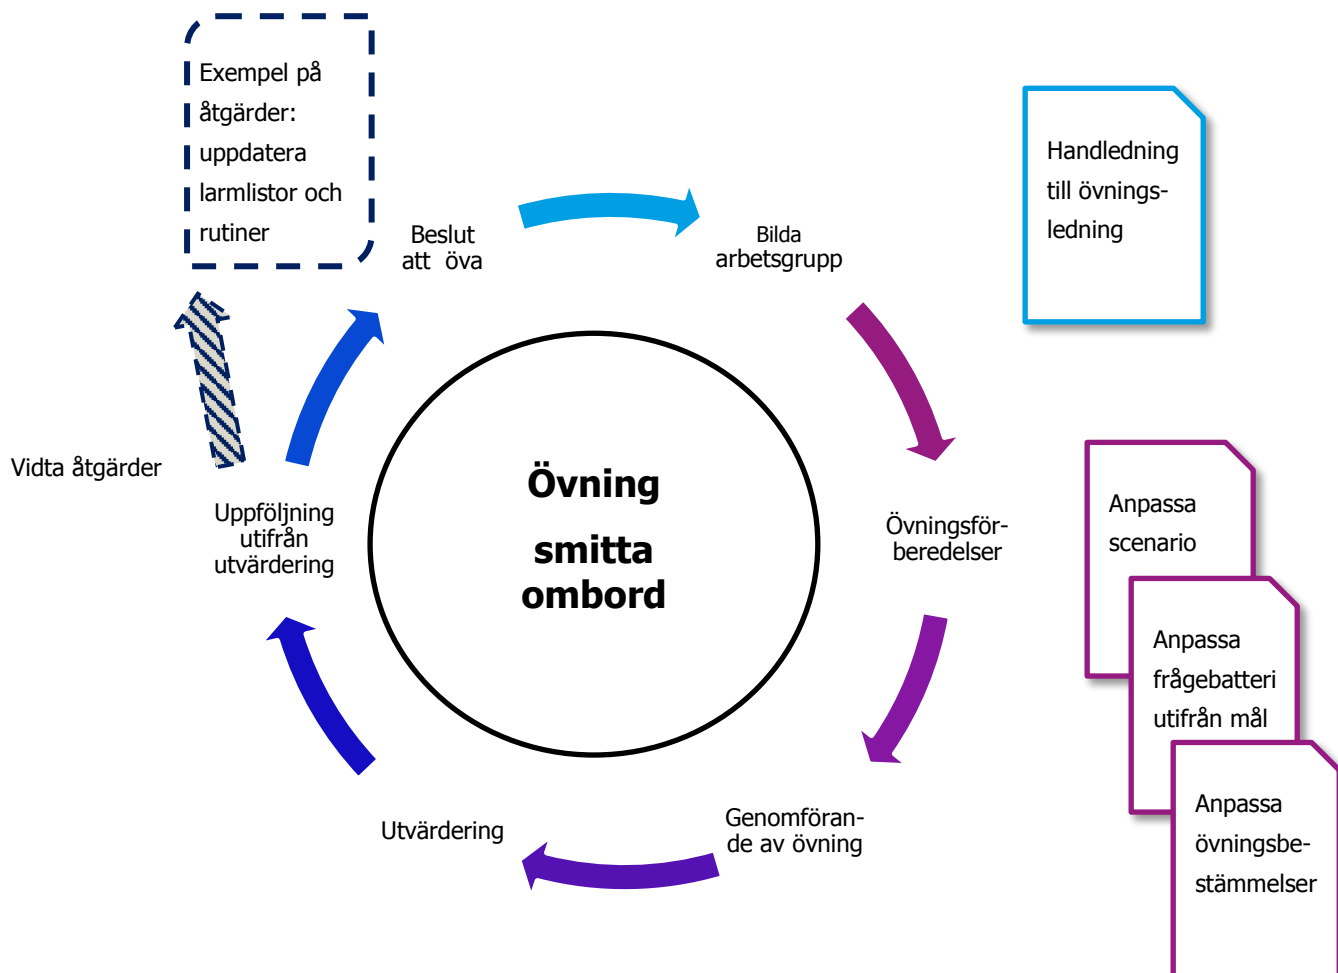 Exempel på
åtgärder:
uppdatera
larmlistor och
rutiner
Beslut
att öva
Bilda
arbetsgrupp
Handledning
till övnings-
ledning
Vidta åtgärder
Uppföljning
utifrån
utvärdering
Övning
smitta
ombord
Övningsför-
beredelser
Anpassa
scenario
Anpassa
frågebatteri
utifrån mål
Anpassa
övningsbe-
stämmelser
Utvärdering
Genomföran-
de av övning